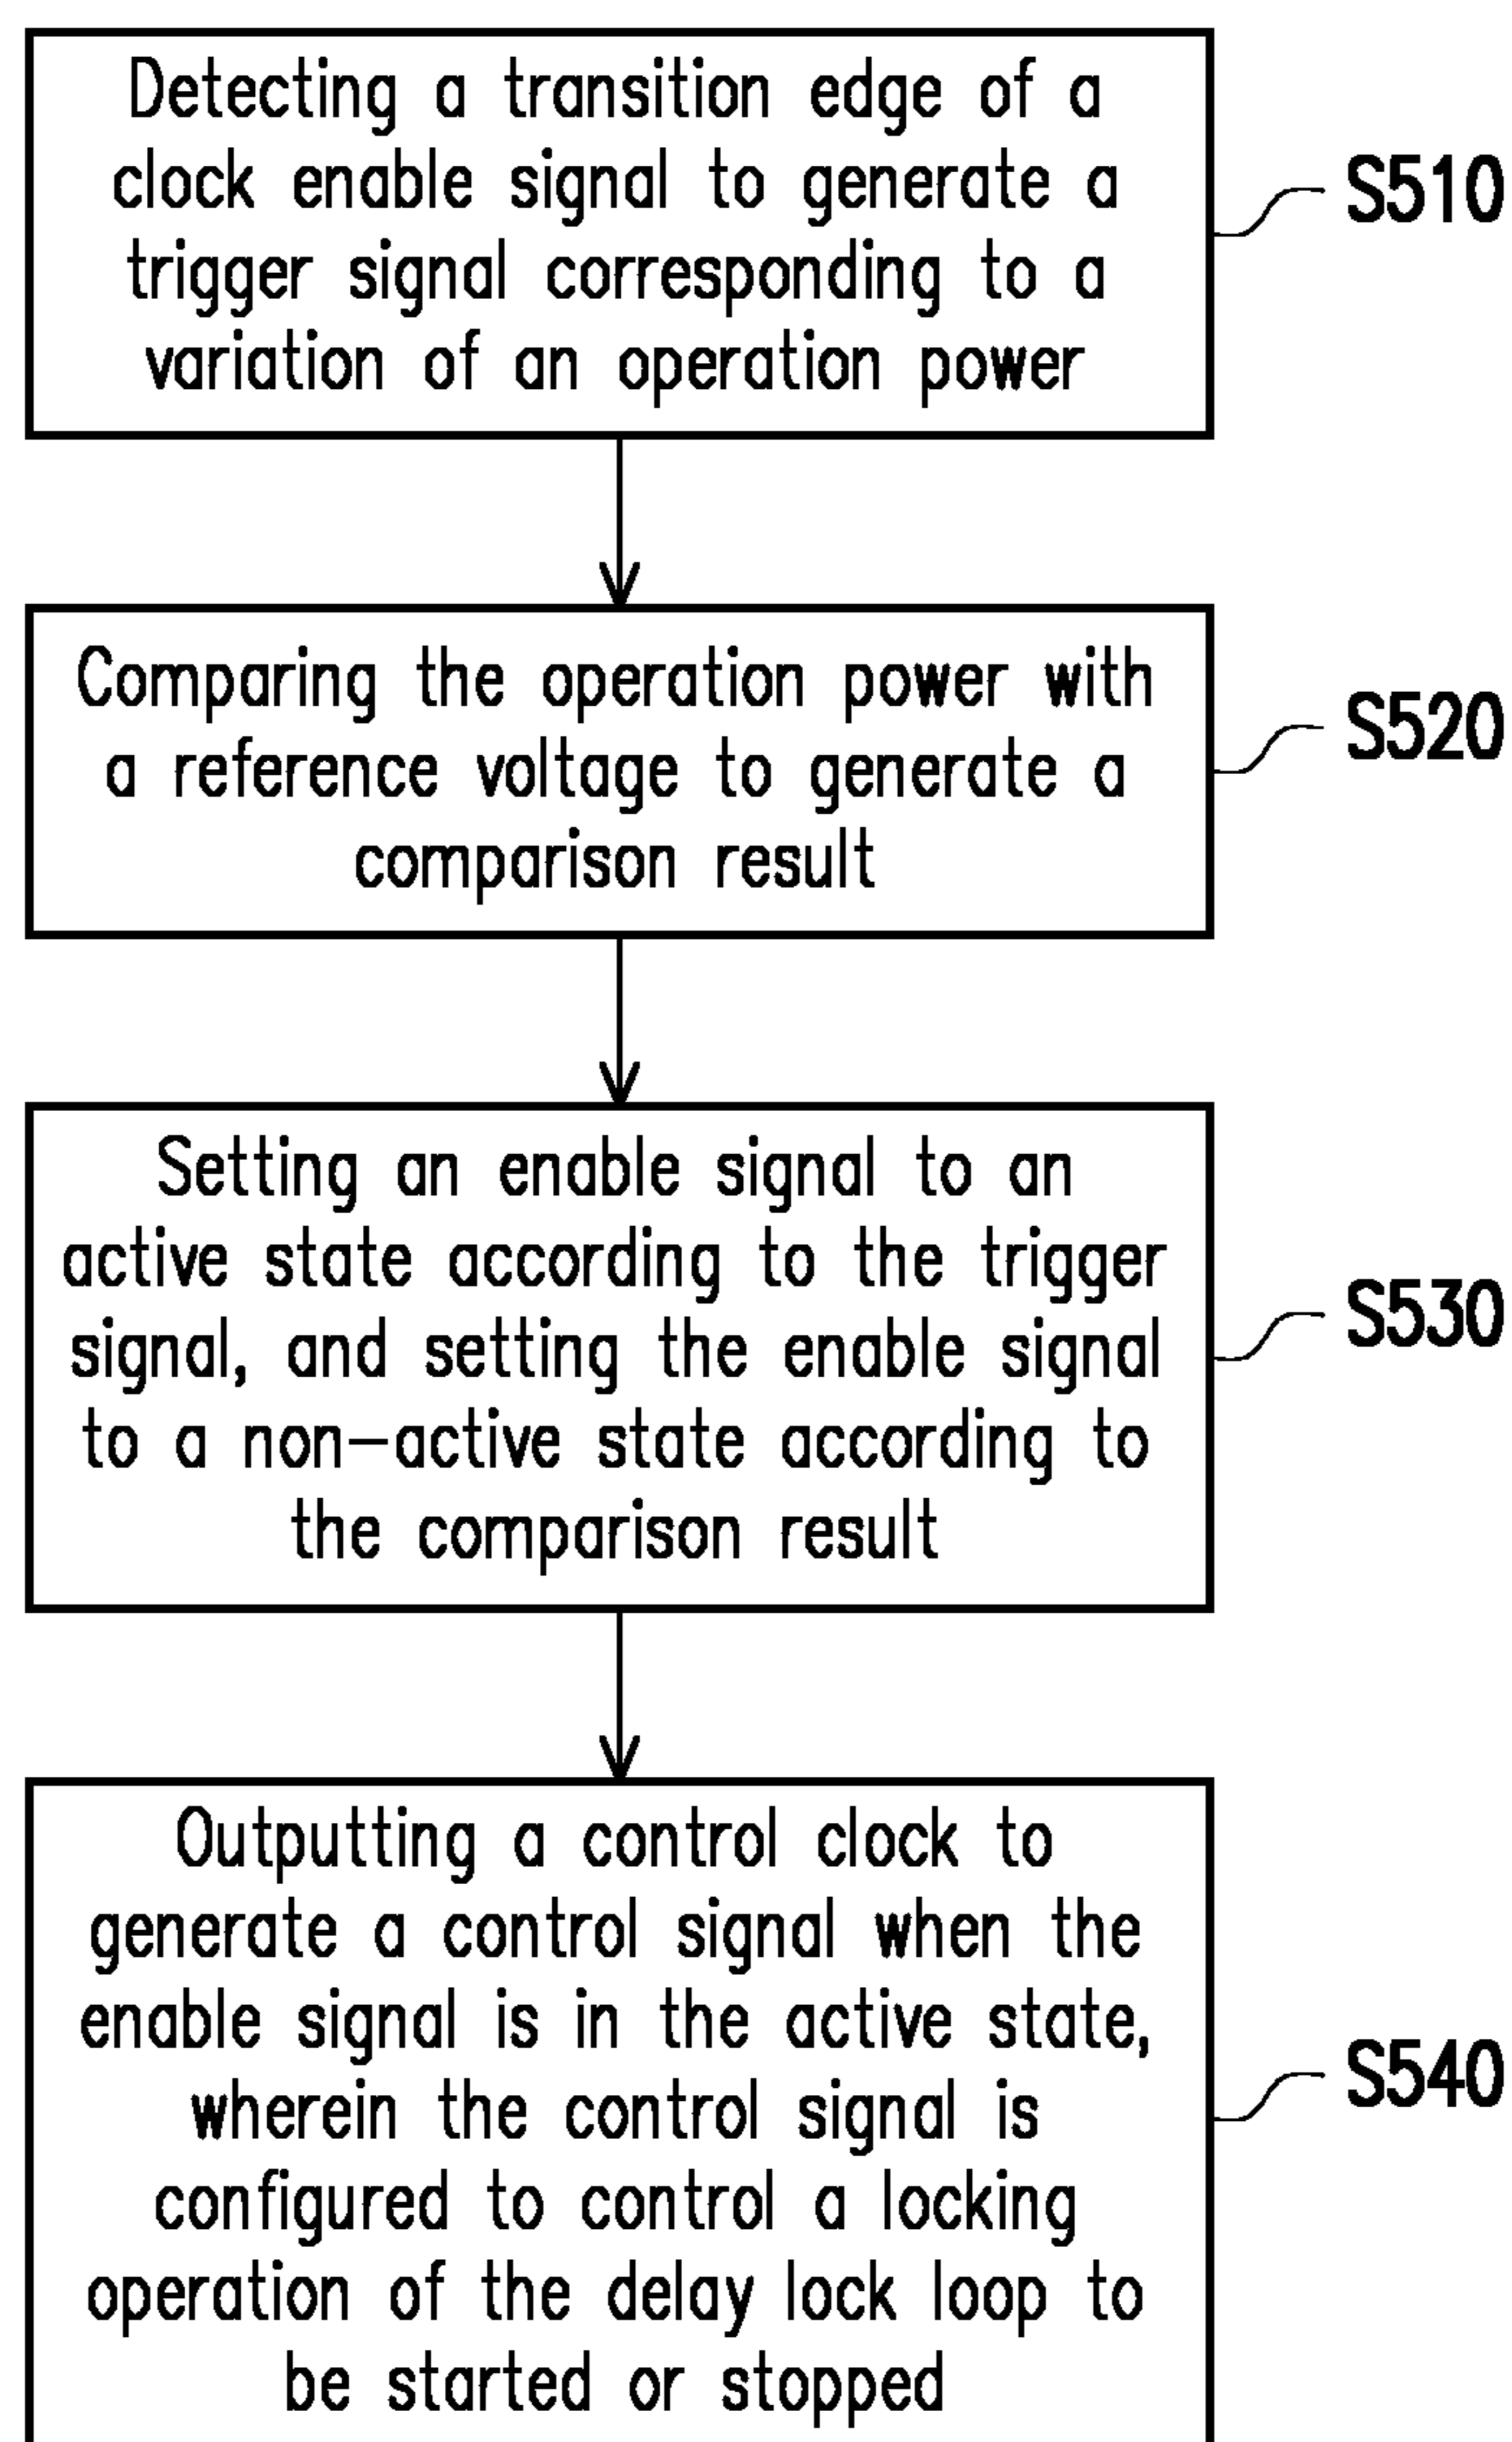 Detecting a transition edge of a
clock enable signal to generate a
trigger signal corresponding to a
variation of an operation power
S510
Comparing the operation power with
a reference voltage to generate a
comparison result
S520
Setting an enable signal to an
active state according to the trigger
signal, and setting the enable signal
to a non-active state according to
the comparison result
S530
Outputting a control clock to
generate a control signal when the
enable signal is in the active state,
wherein the control signal is
configured to control a locking
operation of the delay lock loop to
be started or stopped
S540